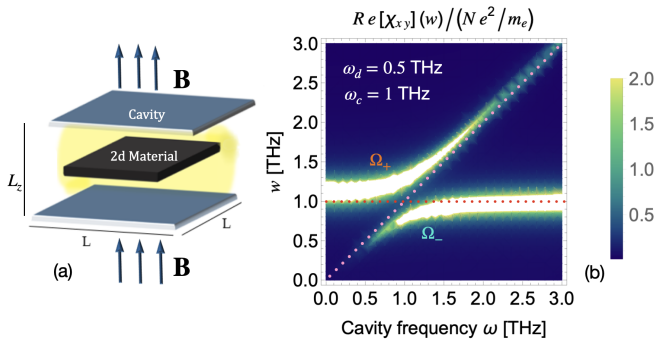 B
Cavity
2d Material
L_z
L
L
(a)
B
Re[χ_{xy}](w)/(Ne^2/m_e)
ω_d = 0.5 THz
ω_c = 1 THz
Ω_+
Ω_-
w [THz]
3.0
2.5
2.0
1.5
1.0
0.5
0.0
0.0 0.5 1.0 1.5 2.0 2.5 3.0
Cavity frequency ω [THz]
(b)
2.0
1.5
1.0
0.5